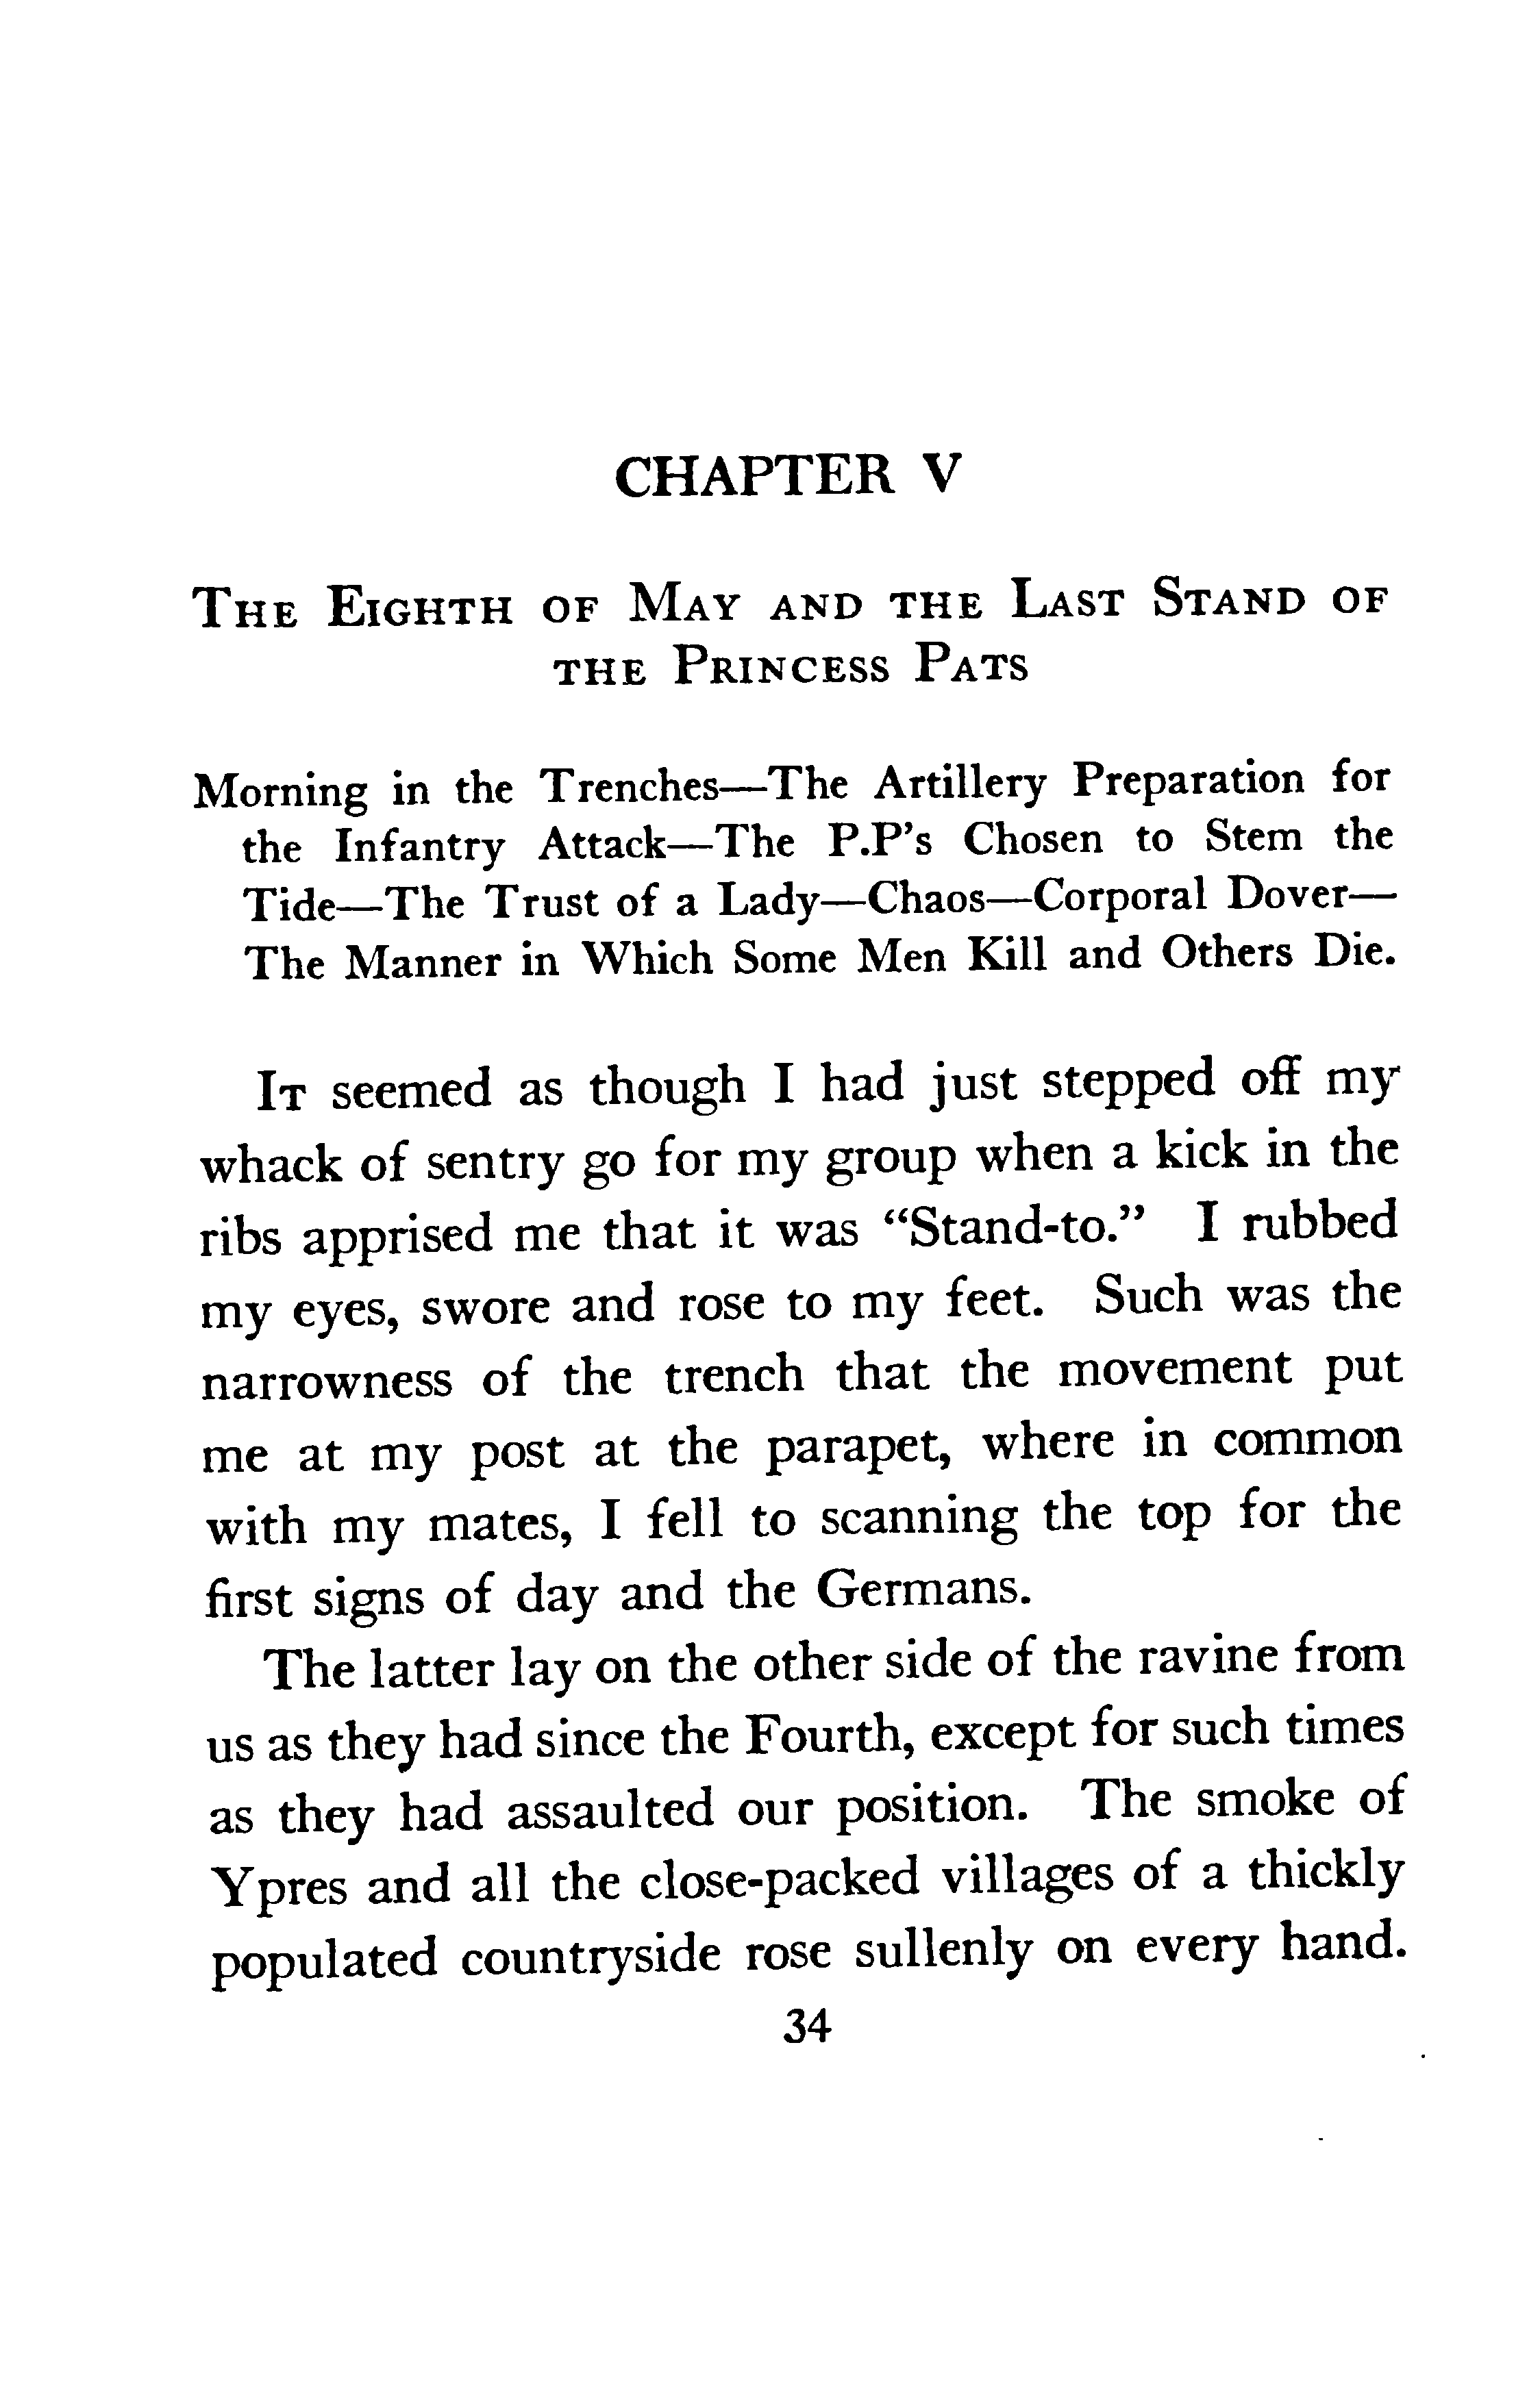 CHAPTER V
The Eighth of May and the Last Stand of
the Princess Pats
Morning in the Trenches—The Artillery Preparation for
the Infantry Attack—The P.P's Chosen to Stem the
Tide—The Trust of a Lady—Chaos—Corporal Dover—
The Manner in Which Some Men Kill and Others Die.
It seemed as though I had just stepped off my
whack of sentry go for my group when a kick in the
ribs apprised me that it was “Stand-to.” I rubbed
my eyes, swore and rose to my feet. Such was the
narrowness of the trench that the movement put
me at my post at the parapet, where in common
with my mates, I fell to scanning the top for the
first signs of day and the Germans.
The latter lay on the other side of the ravine from
us as they had since the Fourth, except for such times
as they had assaulted our position. The smoke of
Ypres and all the close-packed villages of a thickly
populated countryside rose sullenly on every hand.
34